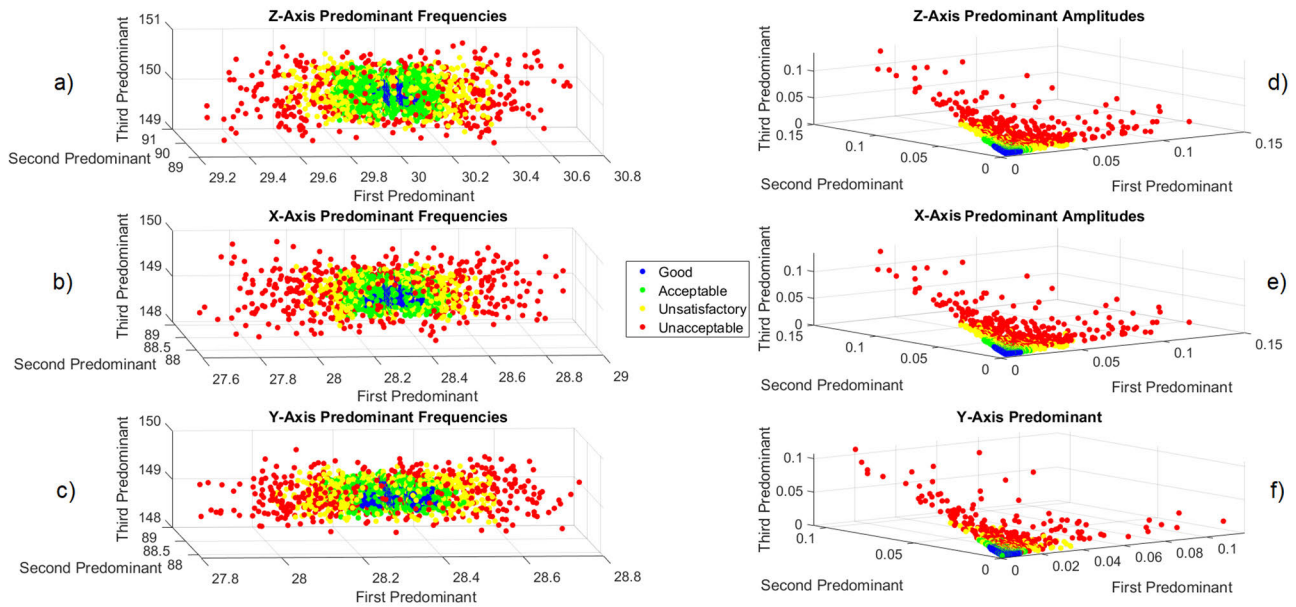 Z-Axis Predominant Frequencies
a)
Third Predominant
151
150
149
91
90
89
Second Predominant
29.2 29.4 29.6 29.8 30 30.2 30.4 30.6 30.8
First Predominant
Z-Axis Predominant Amplitudes
d)
Third Predominant
0.1
0.05
0
0.15
0.1
0.05
0
Second Predominant
0 0.05 0.1 0.15
First Predominant
X-Axis Predominant Frequencies
b)
Third Predominant
150
149
148
89
88.5
88
Second Predominant
27.6 27.8 28 28.2 28.4 28.6 28.8 29
First Predominant
Good
Acceptable
Unsatisfactory
Unacceptable
X-Axis Predominant Amplitudes
e)
Third Predominant
0.1
0.05
0
0.1
0.05
0
Second Predominant
0 0.05 0.1 0.15
First Predominant
Y-Axis Predominant Frequencies
c)
Third Predominant
150
149
148
89
88.5
88
Second Predominant
27.8 28 28.2 28.4 28.6 28.8
First Predominant
Y-Axis Predominant
f)
Third Predominant
0.1
0.05
0
0.1
0.05
0
Second Predominant
0 0.02 0.04 0.06 0.08 0.1
First Predominant